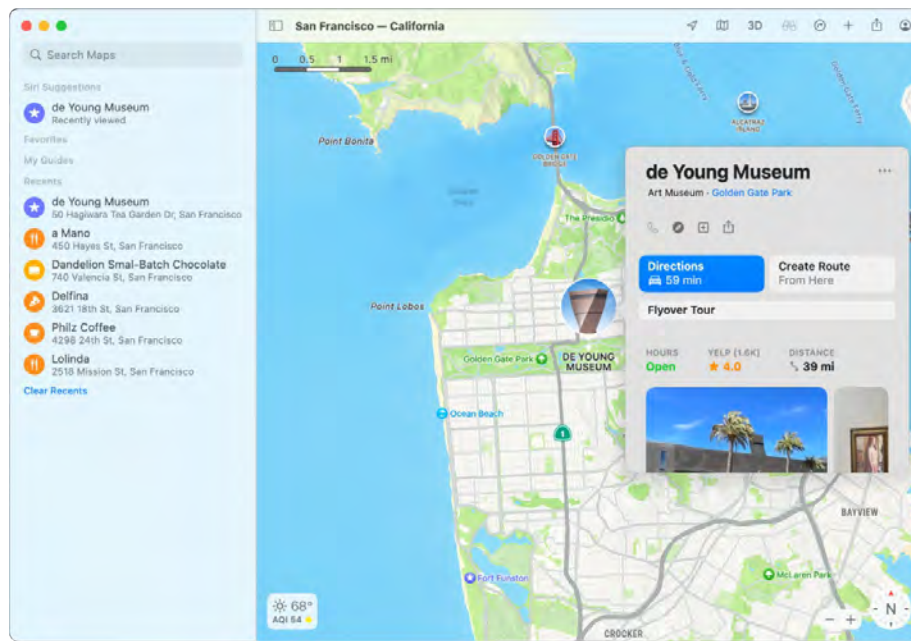 San Francisco — California
3D
Search Maps
Siri Suggestions
de Young Museum
Recently viewed
Favorites
My Guides
Recents
de Young Museum
50 Hagiwara Tea Garden Dr, San Francisco
a Mano
450 Hayes St, San Francisco
Dandelion Smal-Batch Chocolate
740 Valencia St, San Francisco
Delfina
3621 18th St, San Francisco
Philz Coffee
4298 24th St, San Francisco
Lolinda
2518 Mission St, San Francisco
Clear Recents
0 0.5 1 1.5 mi
Point Bonita
GOLDEN GATE
BRIDGE
ALCATRAZ
ISLAND
The Presidio
Point Lobos
Golden Gate Park
DE YOUNG
MUSEUM
Ocean Beach
1
Fort Funston
BAYVIEW
McLaren Park
CROCKER
68°
AQI 54
N
de Young Museum
Art Museum · Golden Gate Park
Directions
59 min
Create Route
From Here
Flyover Tour
HOURS
Open
YELP (1.6K)
4.0
DISTANCE
39 mi